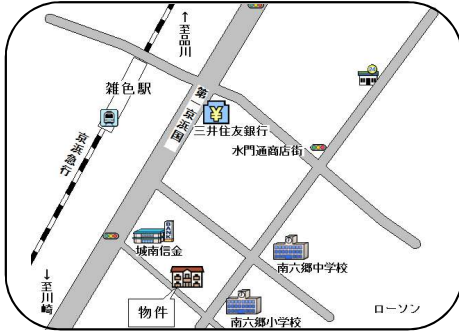 ↑至品川
雑色駅
第一京浜国
三井住友銀行
京浜急行
水門通商店街
BANK
城南信金
南六郷中学校
↓至川崎
物件
南六郷小学校
ローソン